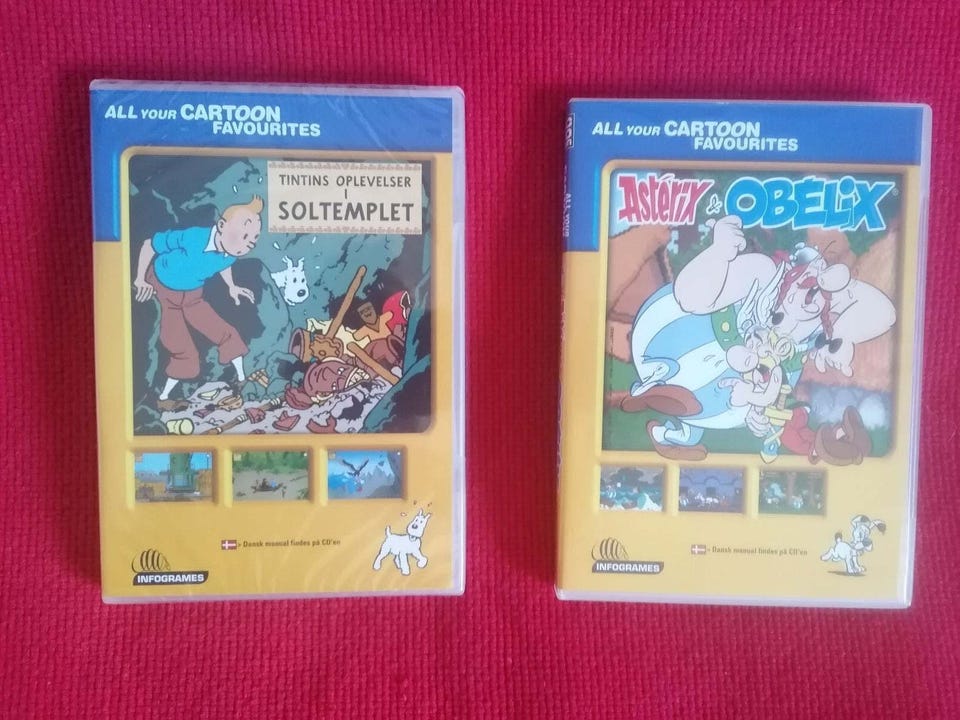 ALL YOUR CARTOON
FAVOURITES
TINTINS OPLEVELSER
I
SOLTEMPLET
Dansk manual findes på CD'en
INFOGRAMES
ALL YOUR CARTOON
FAVOURITES
Astérix & OBÉLIX
Dansk manual findes på CD'en
INFOGRAMES